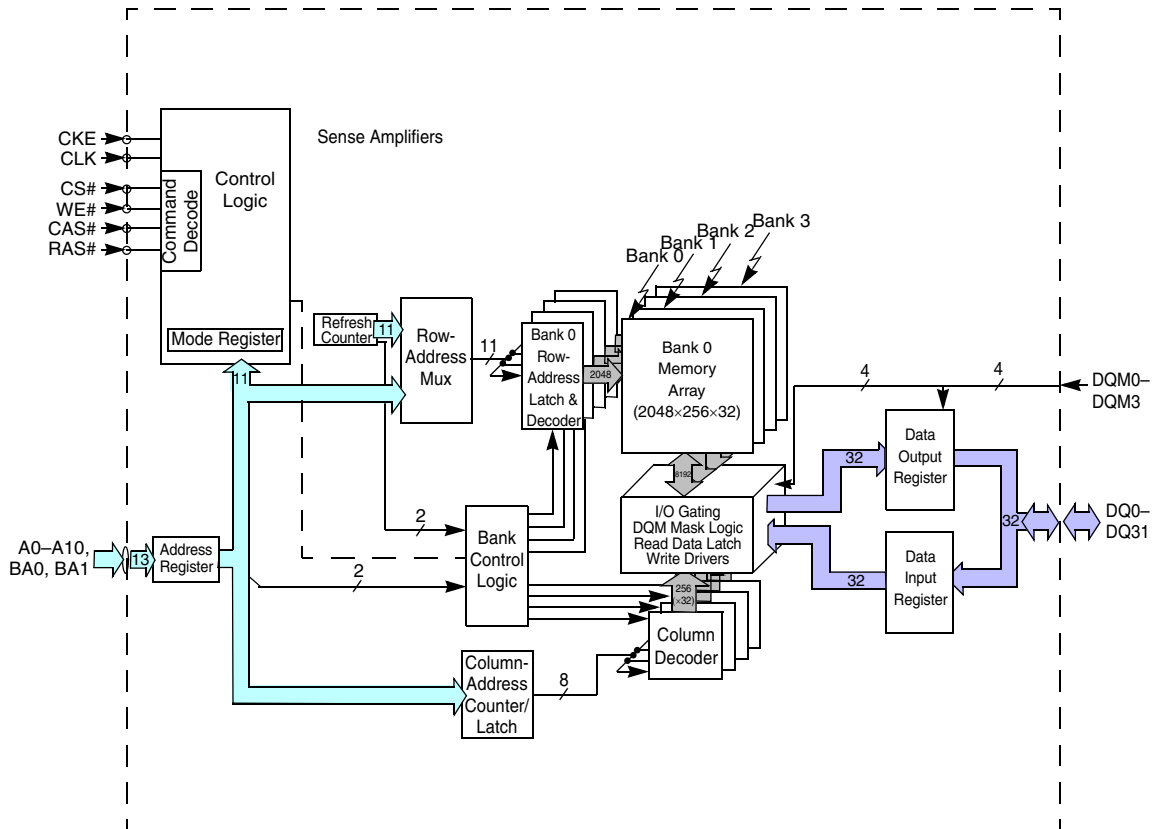 CKE
CLK
CS#
WE#
CAS#
RAS#
Command
Decode
Control
Logic
Mode Register
Sense Amplifiers
11
Refresh
Counter
11
Row-
Address
Mux
11
Bank 0
Row-
Address
Latch &
Decoder
2048
Bank 0
Bank 1
Bank 2
Bank 3
Bank 0
Memory
Array
(2048×256×32)
8192
I/O Gating
DQM Mask Logic
Read Data Latch
Write Drivers
256
(×32)
Column
Decoder
4
4
DQM0–
DQM3
Data
Output
Register
32
32
DQ0–
DQ31
Data
Input
Register
32
A0–A10,
BA0, BA1
13
Address
Register
2
2
Bank
Control
Logic
Column-
Address
Counter/
Latch
8